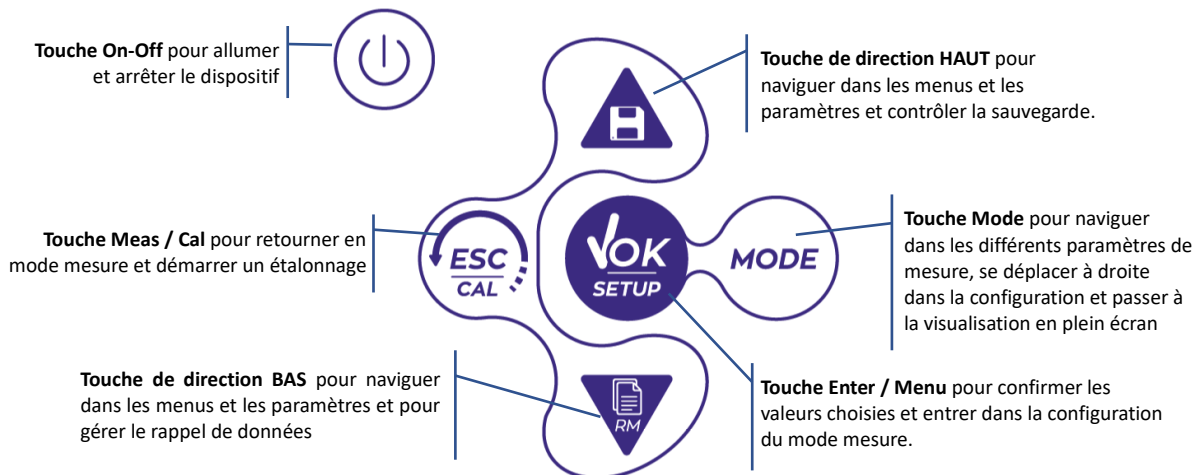 Touche On-Off pour allumer
et arrêter le dispositif
Touche de direction HAUT pour
naviguer dans les menus et les
paramètres et contrôler la sauvegarde.
Touche Meas / Cal pour retourner en
mode mesure et démarrer un étalonnage
ESC
CAL
OK
SETUP
MODE
Touche Mode pour naviguer
dans les différents paramètres de
mesure, se déplacer à droite
dans la configuration et passer à
la visualisation en plein écran
Touche de direction BAS pour naviguer
dans les menus et les paramètres et pour
gérer le rappel de données
RM
Touche Enter / Menu pour confirmer les
valeurs choisies et entrer dans la configuration
du mode mesure.